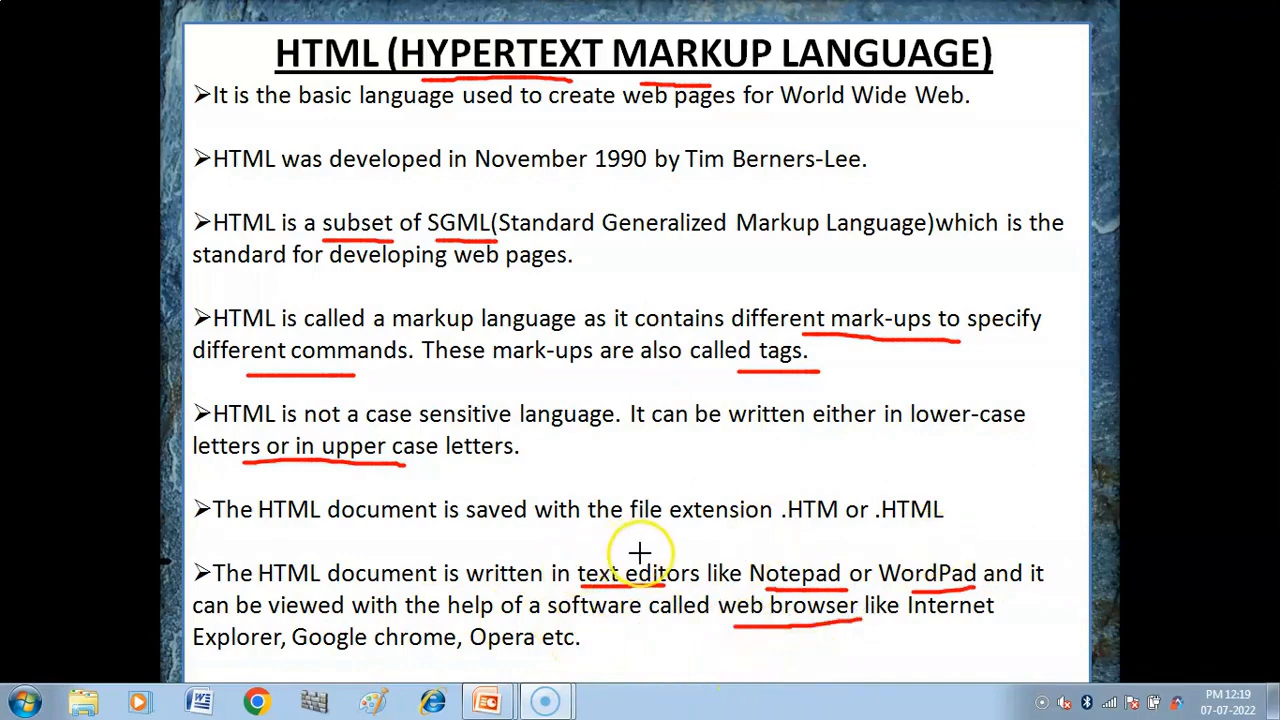 HTML (HYPERTEXT MARKUP LANGUAGE)
➢It is the basic language used to create web pages for World Wide Web.
➢HTML was developed in November 1990 by Tim Berners-Lee.
➢HTML is a subset of SGML(Standard Generalized Markup Language)which is the
standard for developing web pages.
➢HTML is called a markup language as it contains different mark-ups to specify
different commands. These mark-ups are also called tags.
➢HTML is not a case sensitive language. It can be written either in lower-case
letters or in upper case letters.
➢The HTML document is saved with the file extension .HTM or .HTML
➢The HTML document is written in text editors like Notepad or WordPad and it
can be viewed with the help of a software called web browser like Internet
Explorer, Google chrome, Opera etc.
PM 12:19
07-07-2022